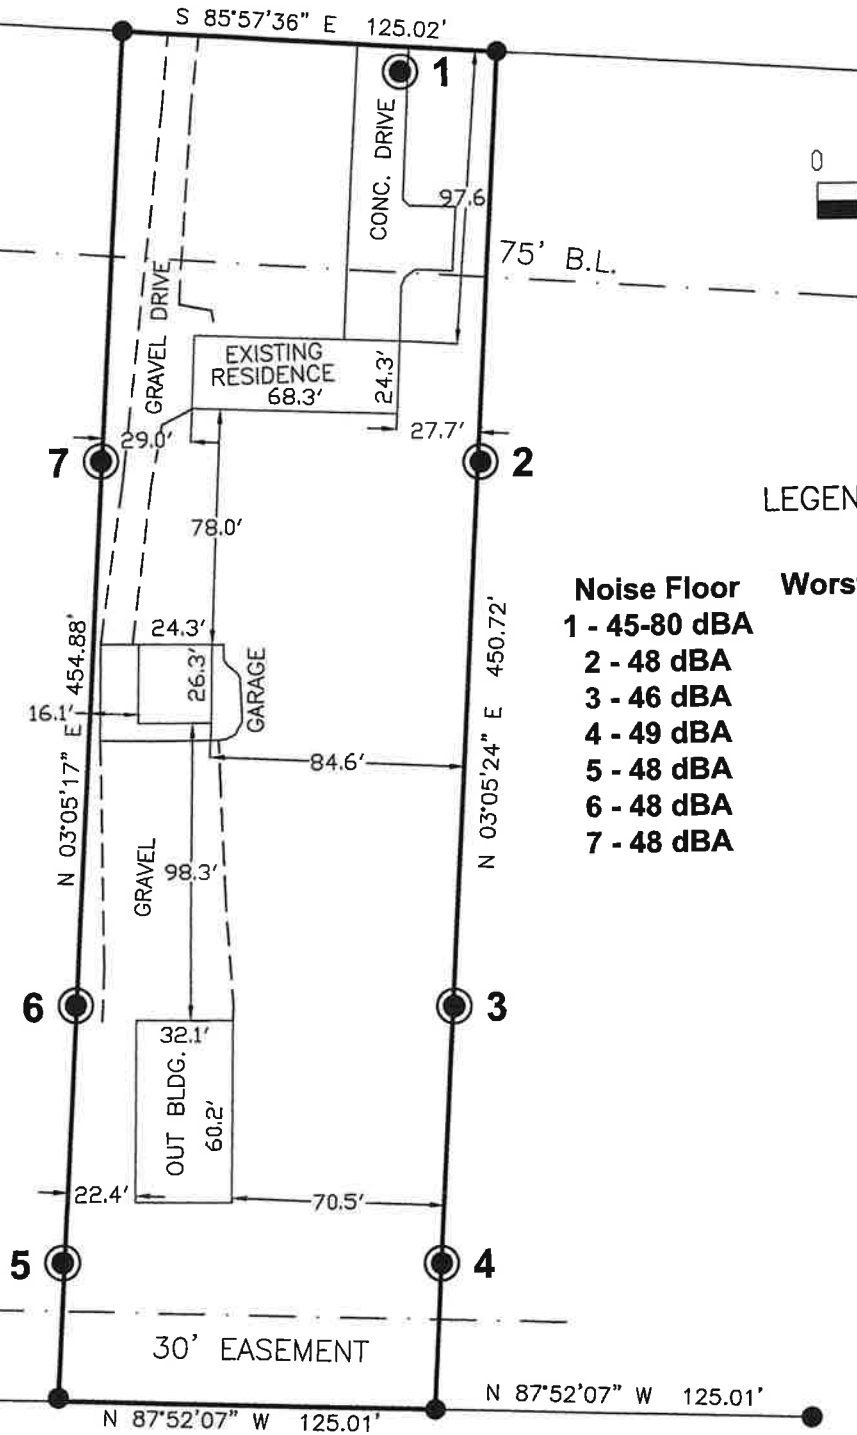 S 85°57'36" E 125.02'
1
CONC. DRIVE
97.6
0
75' B.L.
GRAVEL DRIVE
EXISTING
RESIDENCE
68.3'
24.3'
29.0'
27.7'
7
2
LEGEN
78.0'
Noise Floor Wors
1 - 45-80 dBA
2 - 48 dBA
3 - 46 dBA
4 - 49 dBA
5 - 48 dBA
6 - 48 dBA
7 - 48 dBA
24.3'
26.3'
GARAGE
16.1'
84.6'
N 03°05'17" E 454.88'
N 03°05'24" E 450.72'
GRAVEL
98.3'
6
3
32.1'
OUT BLDG.
60.2'
22.4'
70.5'
5
4
30' EASEMENT
N 87°52'07" W 125.01'
N 87°52'07" W 125.01'